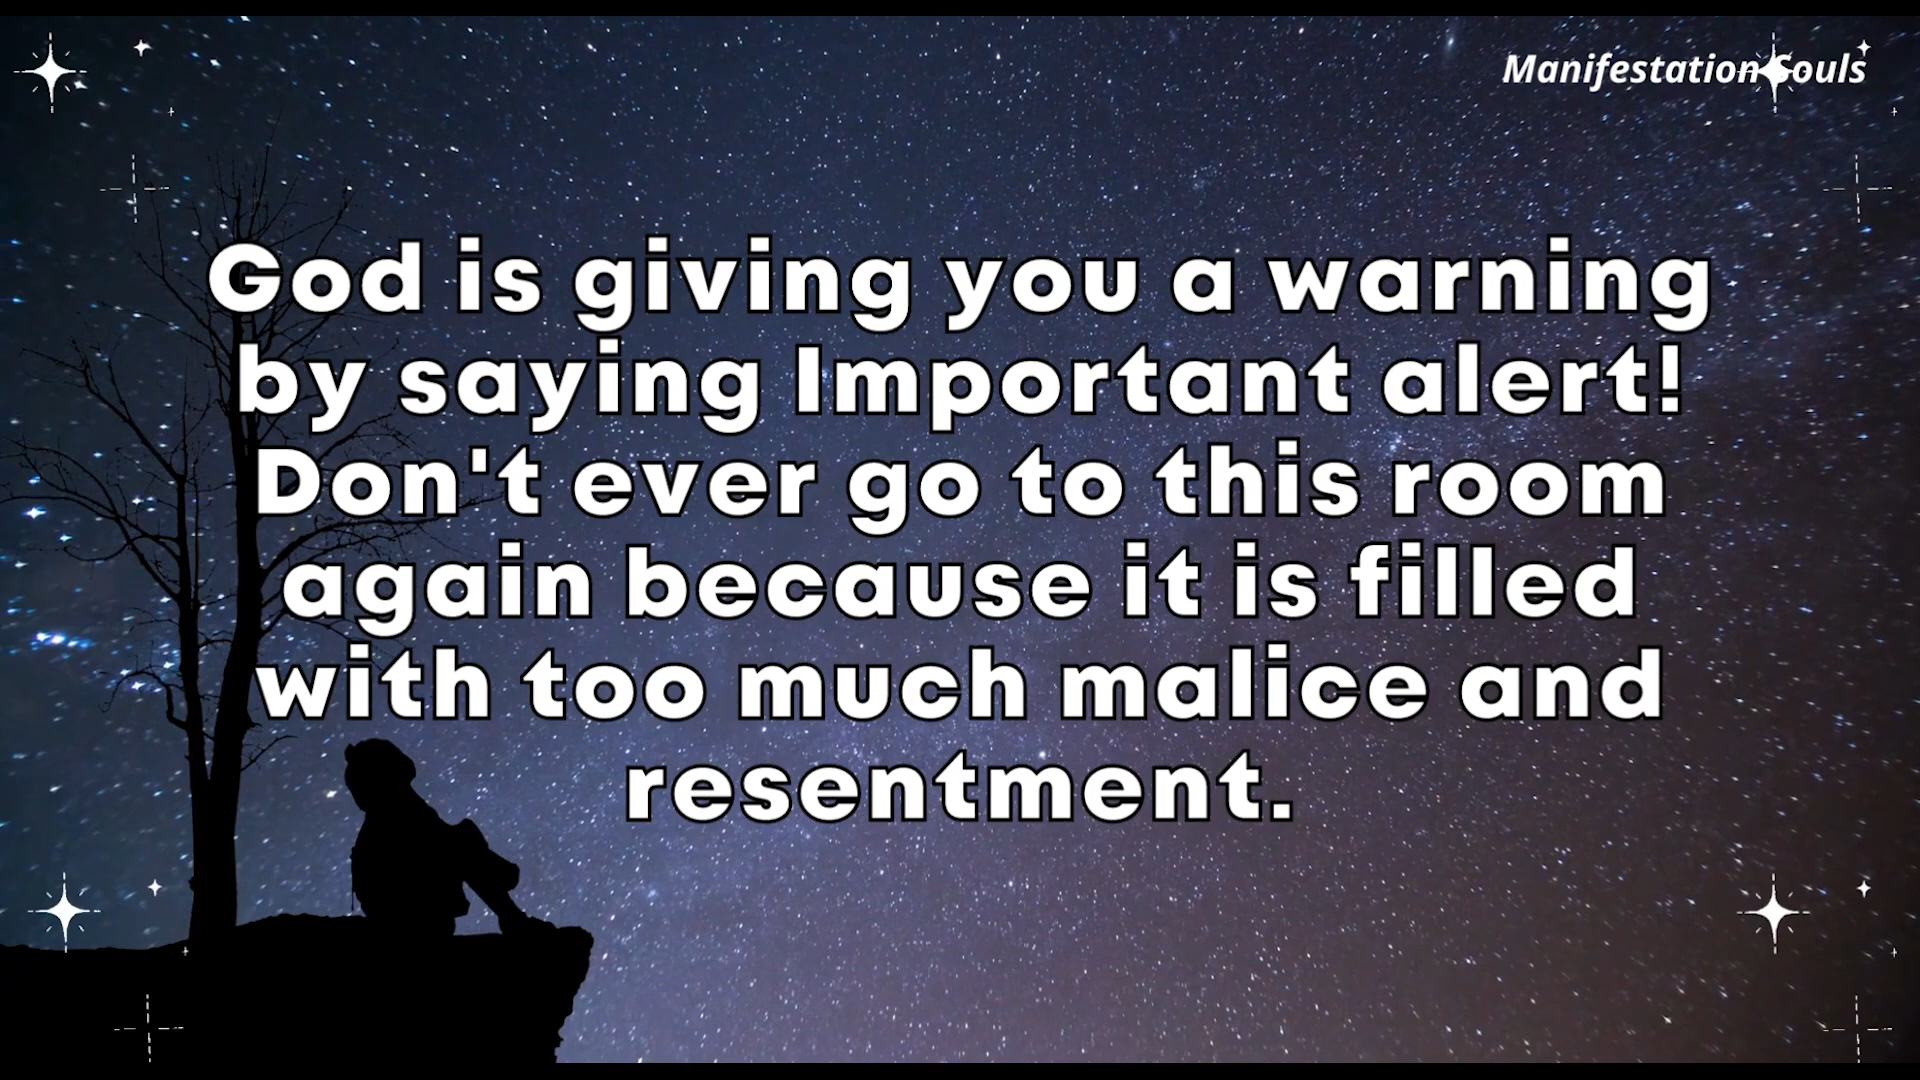 Manifestation Souls
God is giving you a warning
by saying Important alert!
Don't ever go to this room
again because it is filled
with too much malice and
resentment.